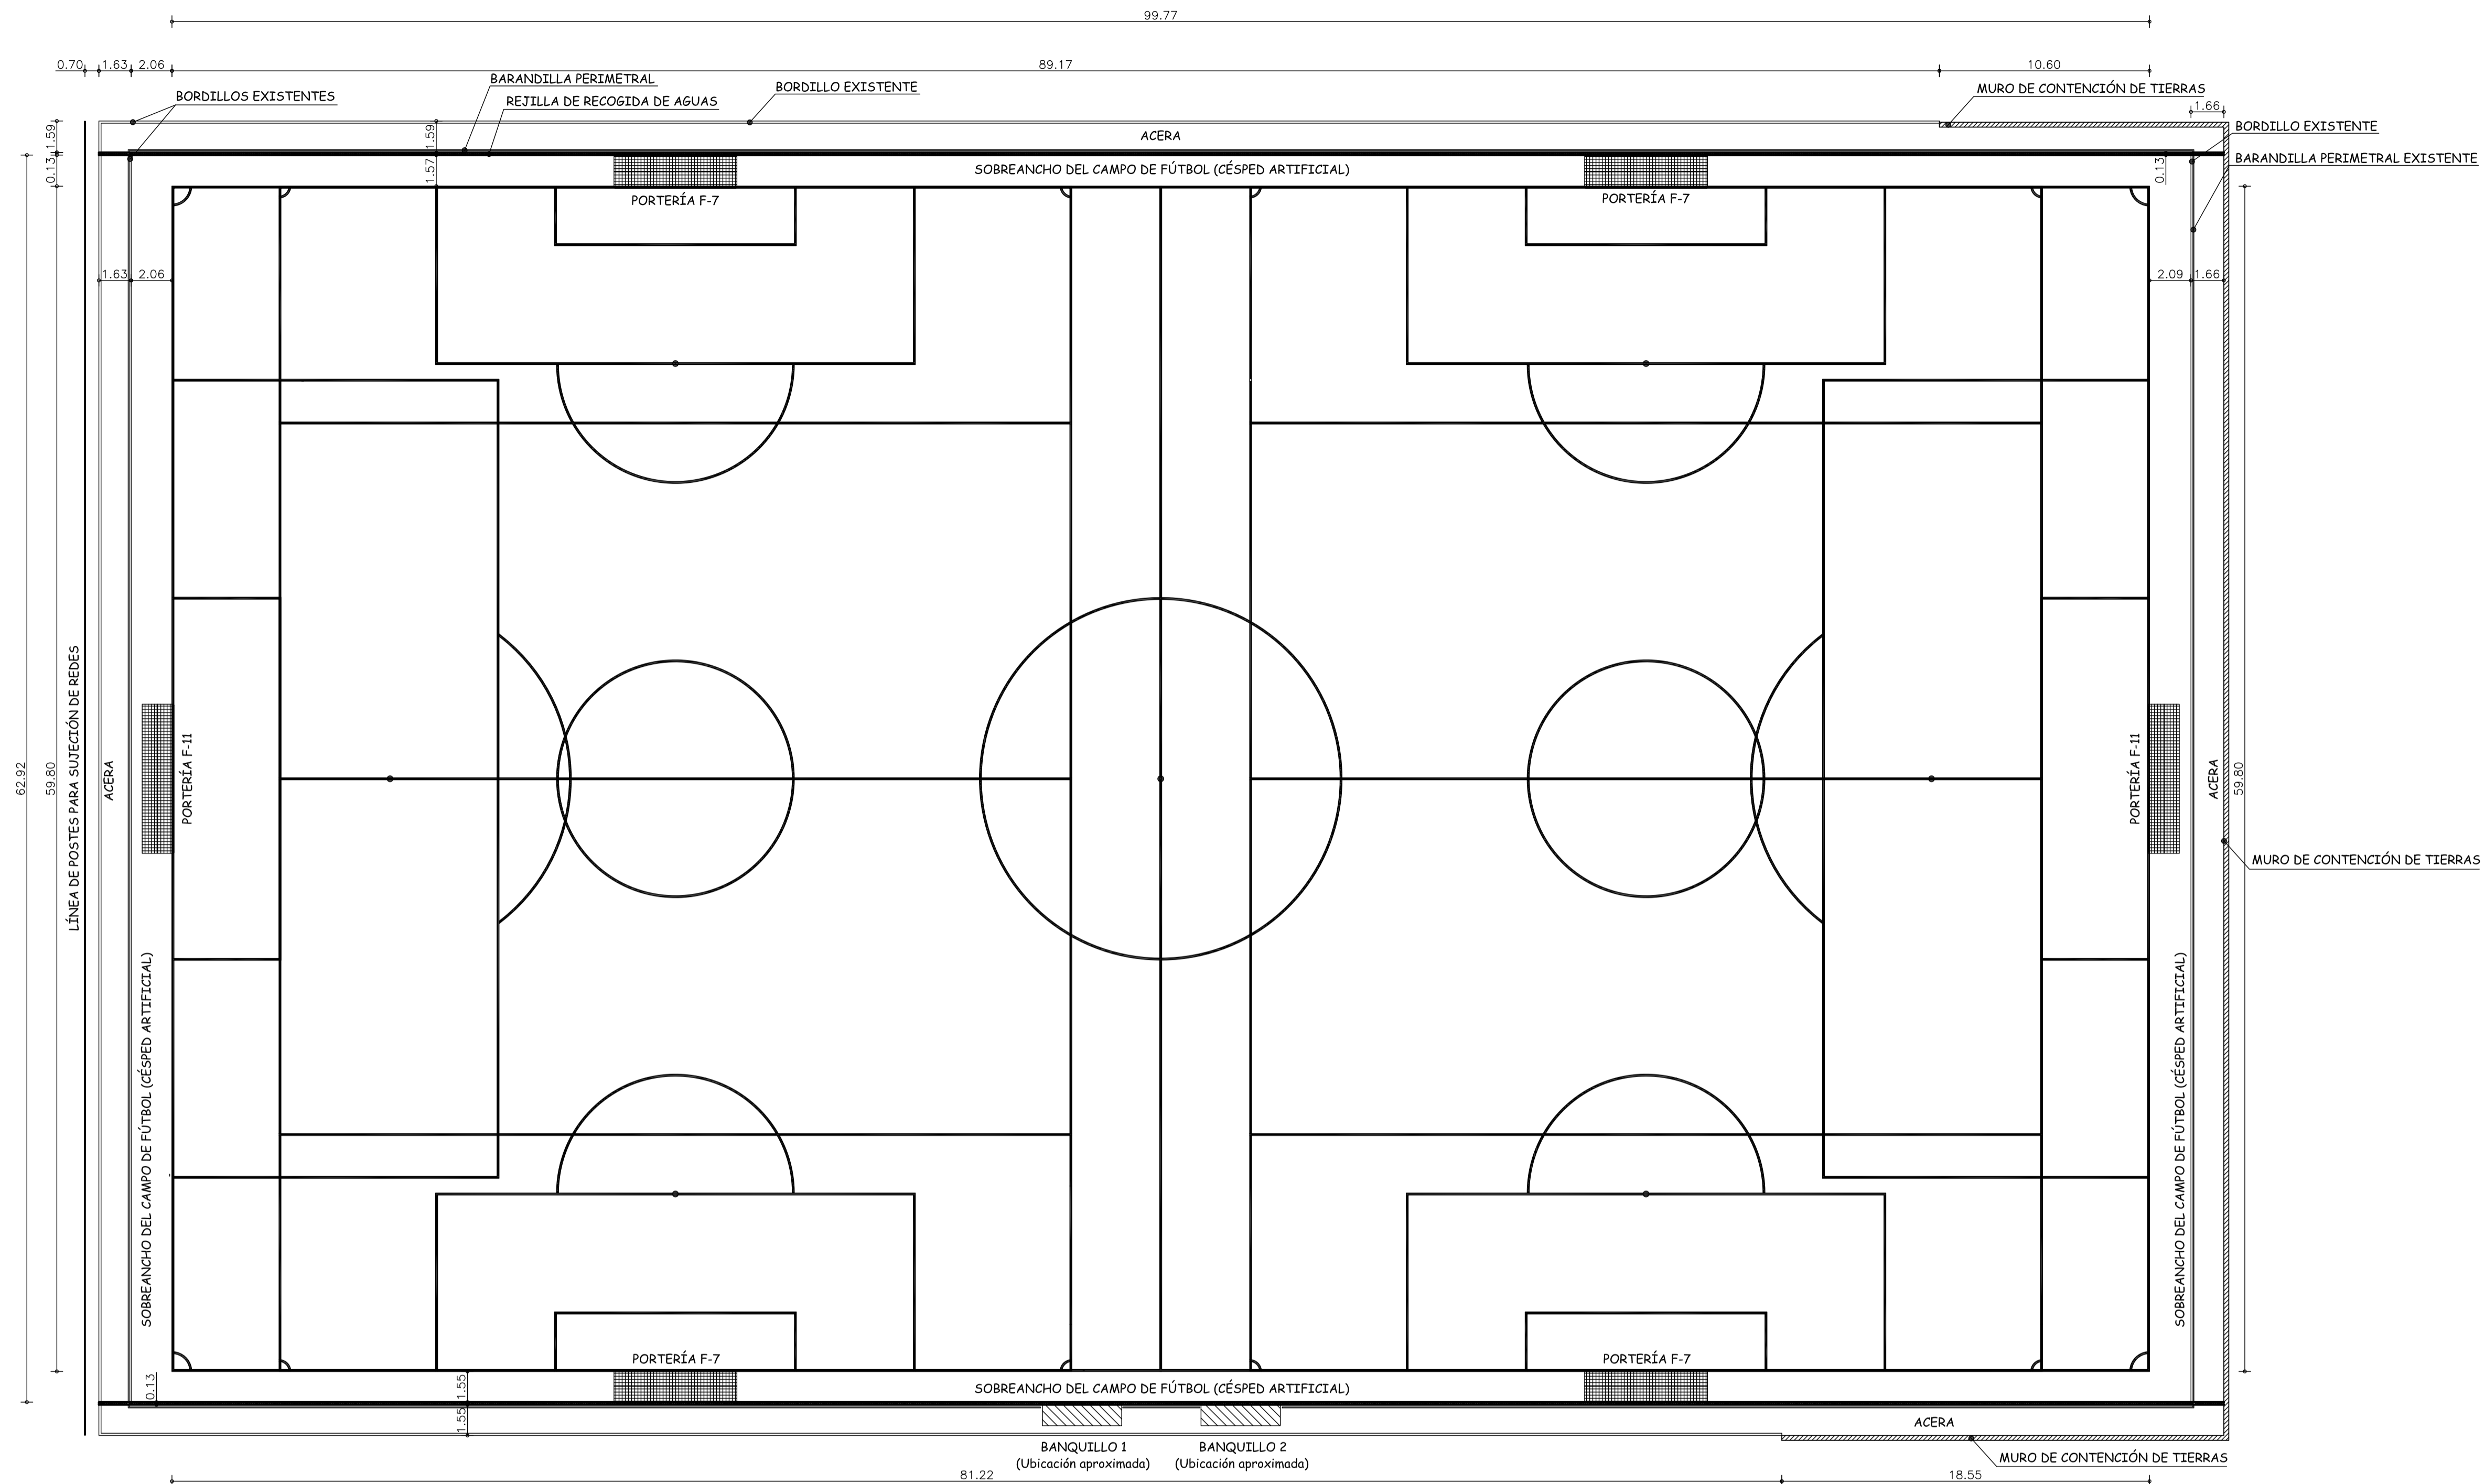 99.77
0.70 1.63 2.06 89.17 10.60
BARANDILLA PERIMETRAL
BORDILLO EXISTENTE
MURO DE CONTENCIÓN DE TIERRAS
BORDILLOS EXISTENTES
REJILLA DE RECOGIDA DE AGUAS
1.66
BORDILLO EXISTENTE
1.59
1.59
ACERA
BARANDILLA PERIMETRAL EXISTENTE
0.13
1.57
SOBREANCHO DEL CAMPO DE FÚTBOL (CÉSPED ARTIFICIAL)
0.13
PORTERÍA F-7
PORTERÍA F-7
1.63 2.06
2.09 1.66
LÍNEA DE POSTES PARA SUJECIÓN DE REDES
62.92
59.80
ACERA
PORTERÍA F-11
PORTERÍA F-11
ACERA
59.80
MURO DE CONTENCIÓN DE TIERRAS
SOBREANCHO DEL CAMPO DE FÚTBOL (CÉSPED ARTIFICIAL)
SOBREANCHO DEL CAMPO DE FÚTBOL (CÉSPED ARTIFICIAL)
PORTERÍA F-7
PORTERÍA F-7
0.13
1.55
SOBREANCHO DEL CAMPO DE FÚTBOL (CÉSPED ARTIFICIAL)
1.55
ACERA
BANQUILLO 1
(Ubicación aproximada)
BANQUILLO 2
(Ubicación aproximada)
MURO DE CONTENCIÓN DE TIERRAS
81.22 18.55